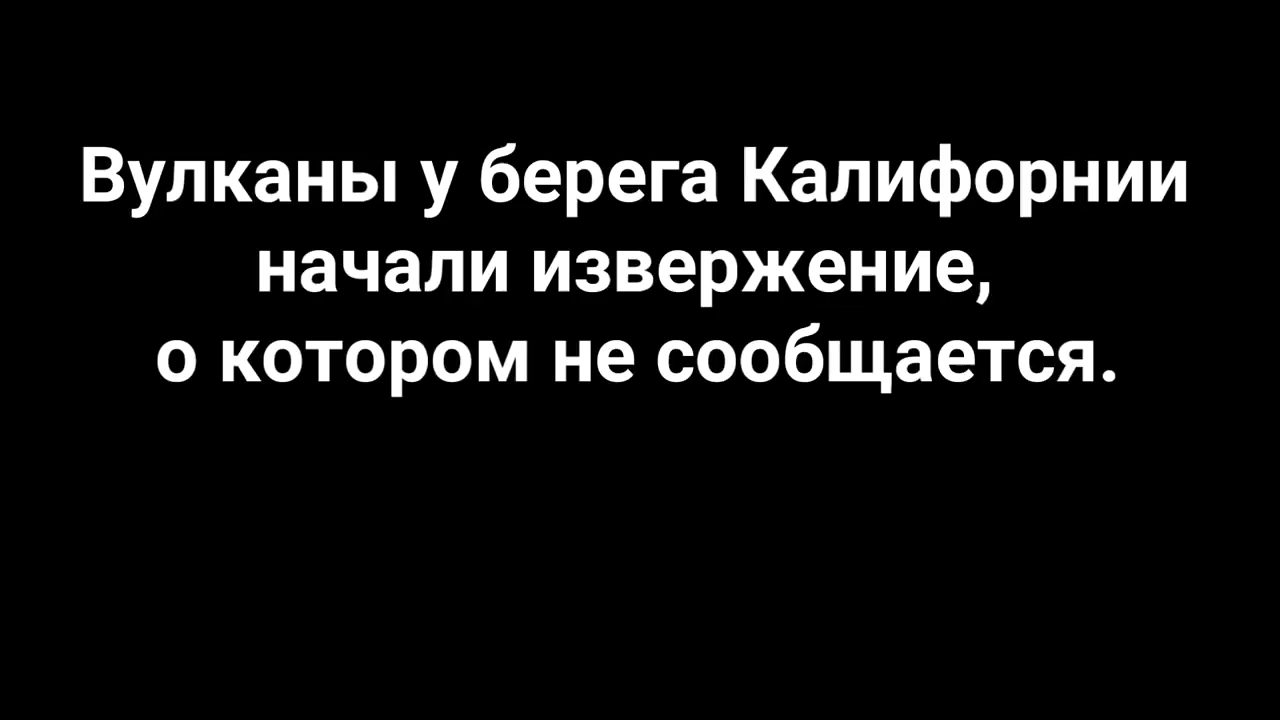 Вулканы у берега Калифорнии
начали извержение,
о котором не сообщается.